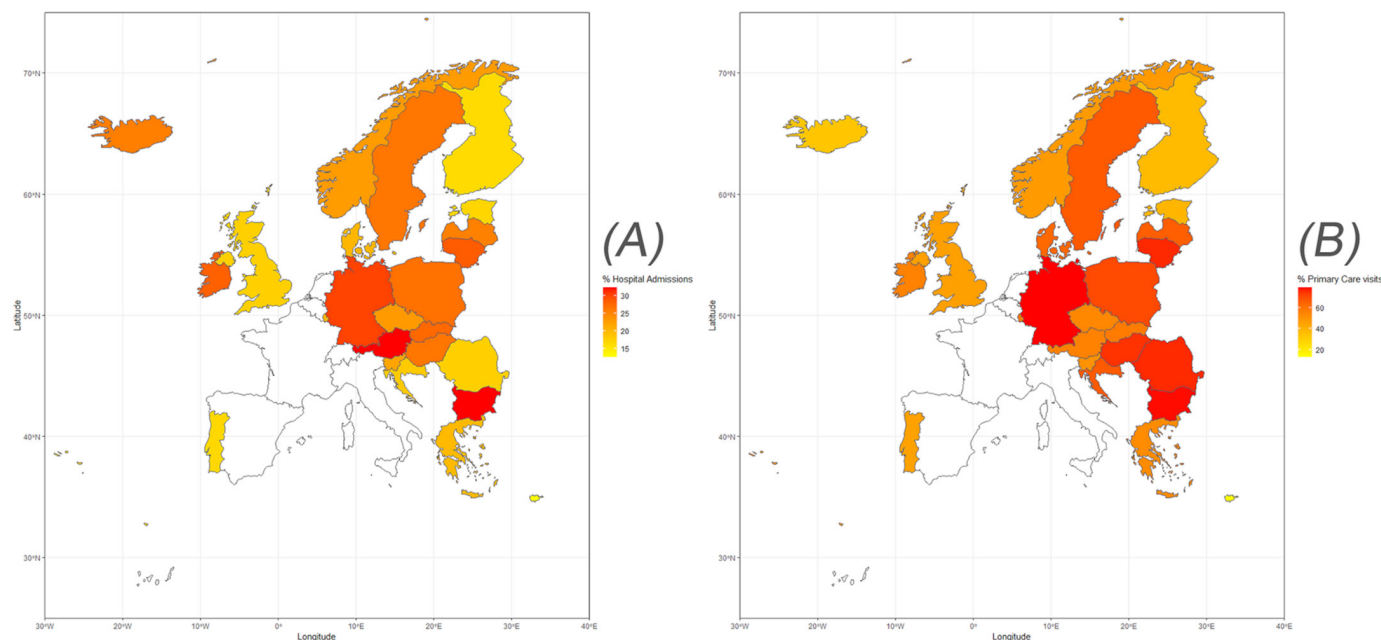 70°N
60°N
50°N
40°N
30°N
Latitude
30°W 20°W 10°W 0° 10°E 20°E 30°E 40°E
Longitude
(A)
% Hospital Admissions
30
25
20
15
70°N
60°N
50°N
40°N
30°N
Latitude
30°W 20°W 10°W 0° 10°E 20°E 30°E 40°E
Longitude
(B)
% Primary Care visits
60
40
20